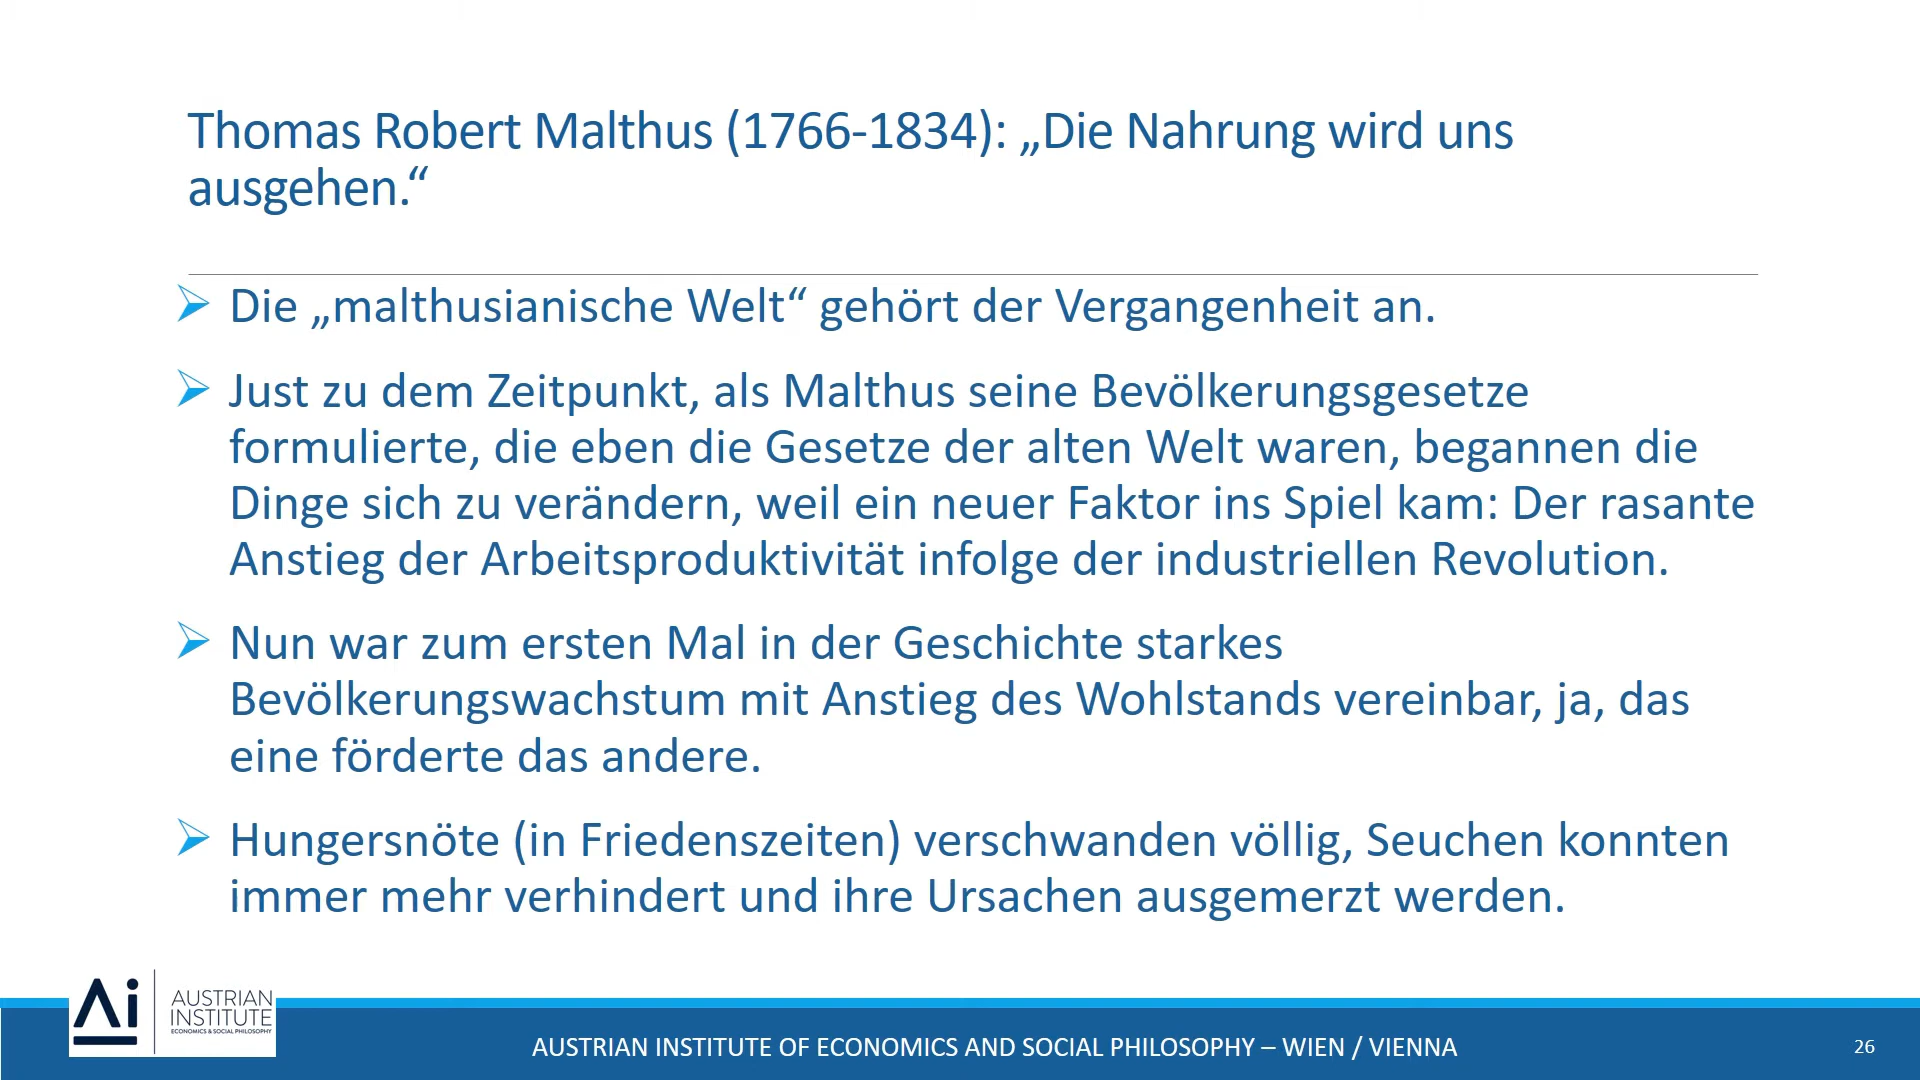 Thomas Robert Malthus (1766-1834): „Die Nahrung wird uns
ausgehen.“
Die „malthusianische Welt“ gehört der Vergangenheit an.
Just zu dem Zeitpunkt, als Malthus seine Bevölkerungsgesetze
formulierte, die eben die Gesetze der alten Welt waren, begannen die
Dinge sich zu verändern, weil ein neuer Faktor ins Spiel kam: Der rasante
Anstieg der Arbeitsproduktivität infolge der industriellen Revolution.
Nun war zum ersten Mal in der Geschichte starkes
Bevölkerungswachstum mit Anstieg des Wohlstands vereinbar, ja, das
eine förderte das andere.
Hungersnöte (in Friedenszeiten) verschwanden völlig, Seuchen konnten
immer mehr verhindert und ihre Ursachen ausgemerzt werden.
Ai
AUSTRIAN
INSTITUTE
ECONOMICS & SOCIAL PHILOSOPHY
AUSTRIAN INSTITUTE OF ECONOMICS AND SOCIAL PHILOSOPHY – WIEN / VIENNA
26